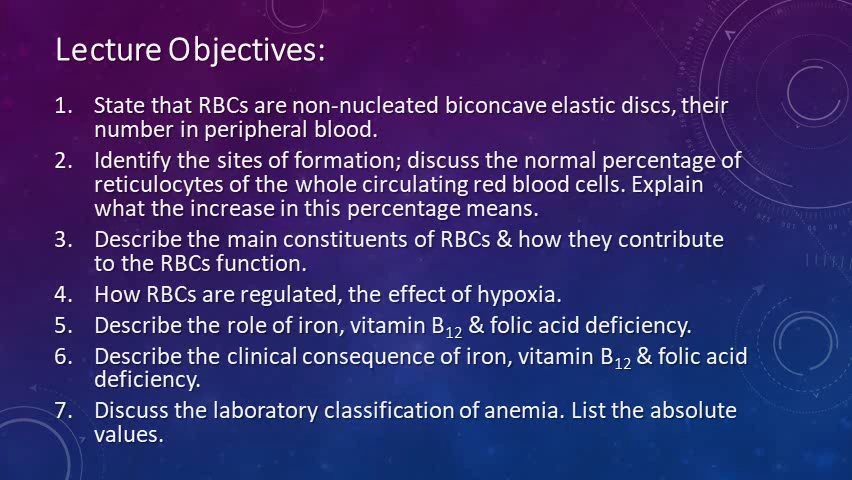 Lecture Objectives:
1. State that RBCs are non-nucleated biconcave elastic discs, their
number in peripheral blood.
2. Identify the sites of formation; discuss the normal percentage of
reticulocytes of the whole circulating red blood cells. Explain
what the increase in this percentage means.
3. Describe the main constituents of RBCs & how they contribute
to the RBCs function.
4. How RBCs are regulated, the effect of hypoxia.
5. Describe the role of iron, vitamin B12 & folic acid deficiency.
6. Describe the clinical consequence of iron, vitamin B12 & folic acid
deficiency.
7. Discuss the laboratory classification of anemia. List the absolute
values.